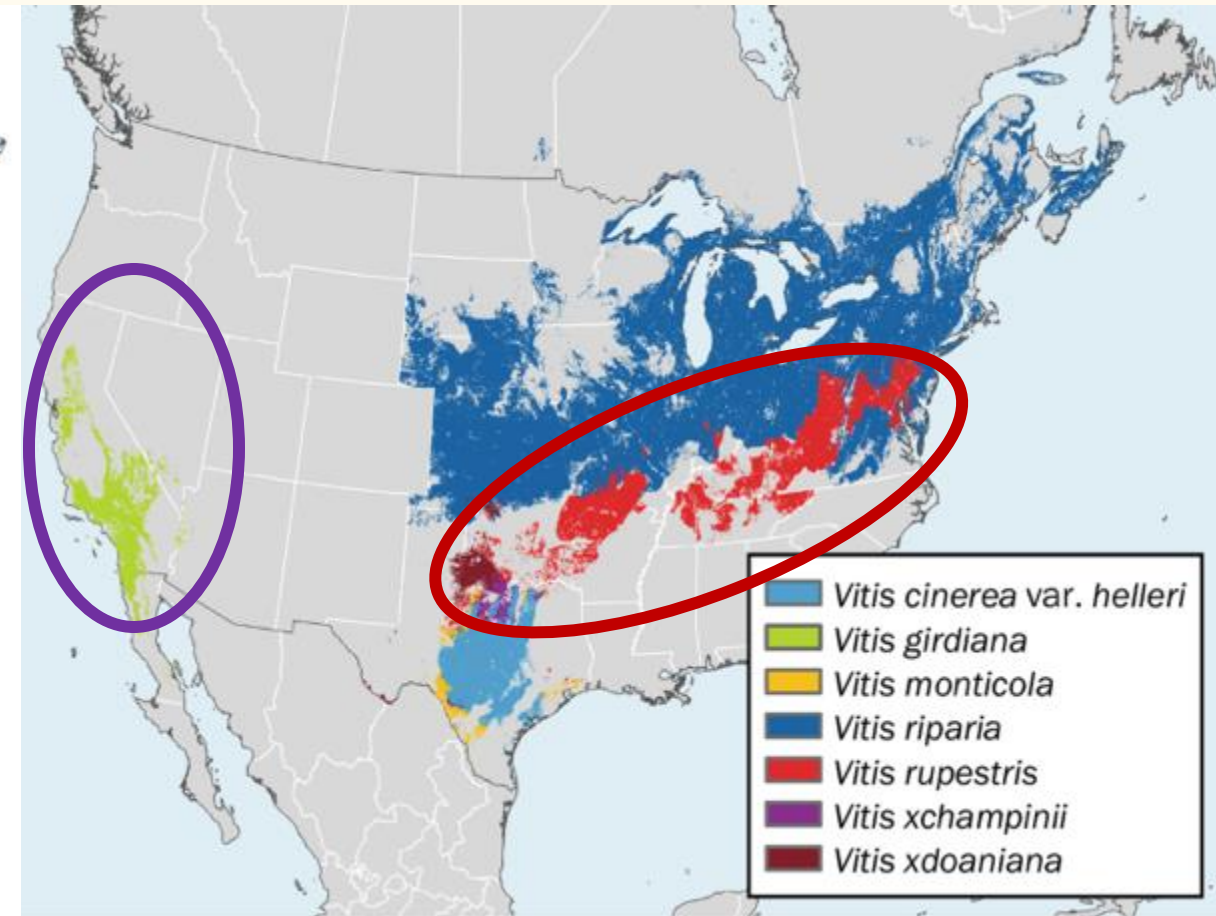 Vitis cinerea var. helleri
Vitis girdiana
Vitis monticola
Vitis riparia
Vitis rupestris
Vitis xchampinii
Vitis xdoaniana